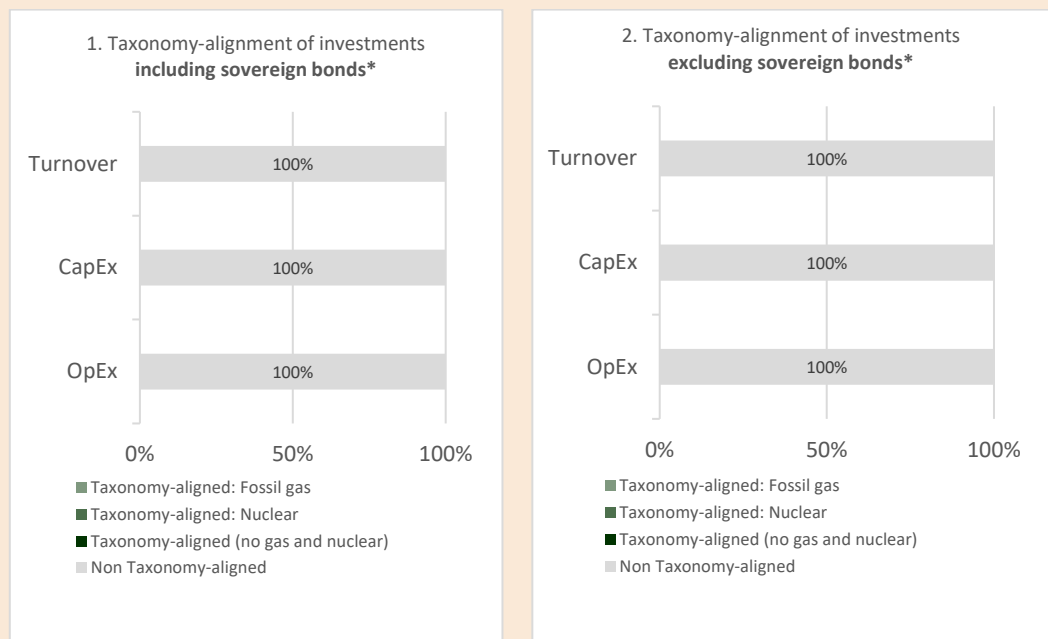 1. Taxonomy-alignment of investments
including sovereign bonds*
Turnover
100%
CapEx
100%
OpEx
100%
0%
50%
100%
Taxonomy-aligned: Fossil gas
Taxonomy-aligned: Nuclear
Taxonomy-aligned (no gas and nuclear)
Non Taxonomy-aligned
2. Taxonomy-alignment of investments
excluding sovereign bonds*
Turnover
100%
CapEx
100%
OpEx
100%
0%
50%
100%
Taxonomy-aligned: Fossil gas
Taxonomy-aligned: Nuclear
Taxonomy-aligned (no gas and nuclear)
Non Taxonomy-aligned